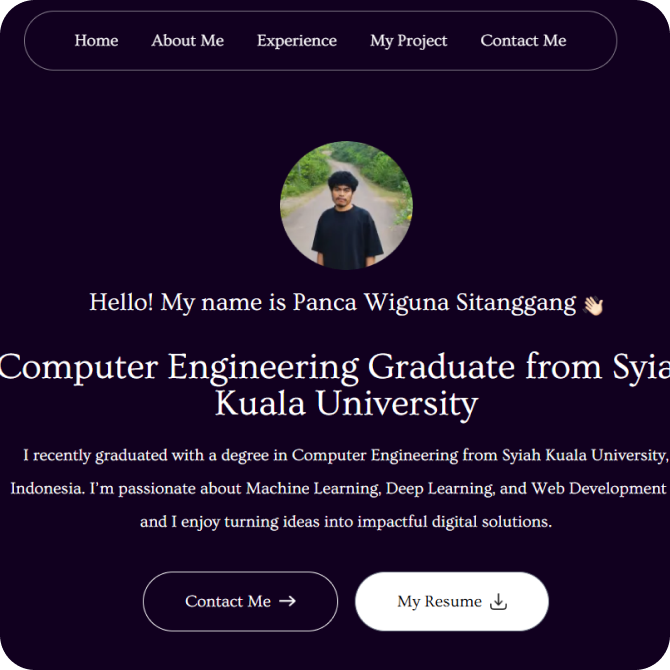 Home About Me Experience My Project Contact Me
Hello! My name is Panca Wiguna Sitanggang 👋🏻
Computer Engineering Graduate from Syia
Kuala University
I recently graduated with a degree in Computer Engineering from Syiah Kuala University,
Indonesia. I'm passionate about Machine Learning, Deep Learning, and Web Development
and I enjoy turning ideas into impactful digital solutions.
Contact Me → My Resume